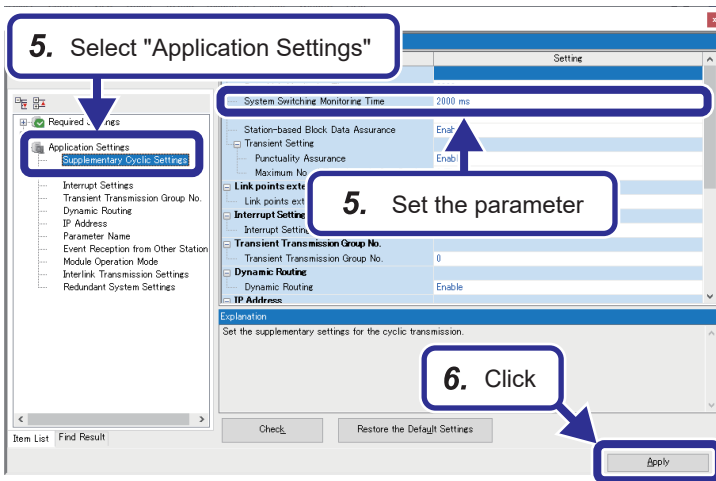 5. Select "Application Settings"
Setting
System Switching Monitoring Time 2000 ms
Required
Station-based Block Data Assurance
Application Settings
Transient Setting
Supplementary Cyclic Settings
Punctuality Assurance
Maximum No
Interrupt Settings
Link points ext
Transient Transmission Group No.
Link points ext
5. Set the parameter
Dynamic Routing
Interrupt Setting
IP Address
Interrupt Setting
Parameter Name
Transient Transmission Group No.
Event Reception from Other Station
Transient Transmission Group No. 0
Module Operation Mode
Dynamic Routing
Interlink Transmission Settings
Dynamic Routing Enable
Redundant System Settings
IP Address
Explanation
Set the supplementary settings for the cyclic transmission.
6. Click
Check
Restore the Default Settings
Item List Find Result
Apply